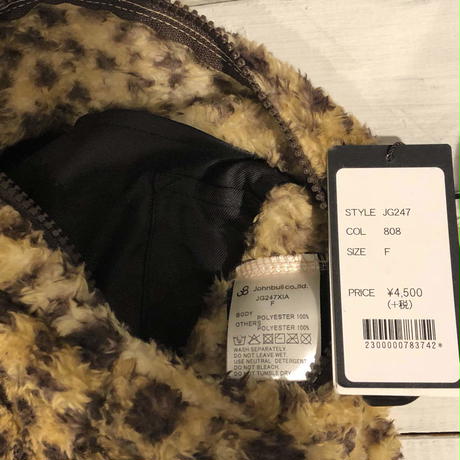 Johnbull co.,ltd.
JG247XIA
F
BODY
POLYESTER 100%
OTHERS
POLYESTER 100%
WASH SEPARATELY.
DO NOT LEAVE WET.
USE NEUTRAL DETERGENT.
DO NOT BLEACH.
DO NOT TUMBLE DRY.
STYLE JG247
COL 808
SIZE F
PRICE ¥4,500
(+税)
2300000783742*